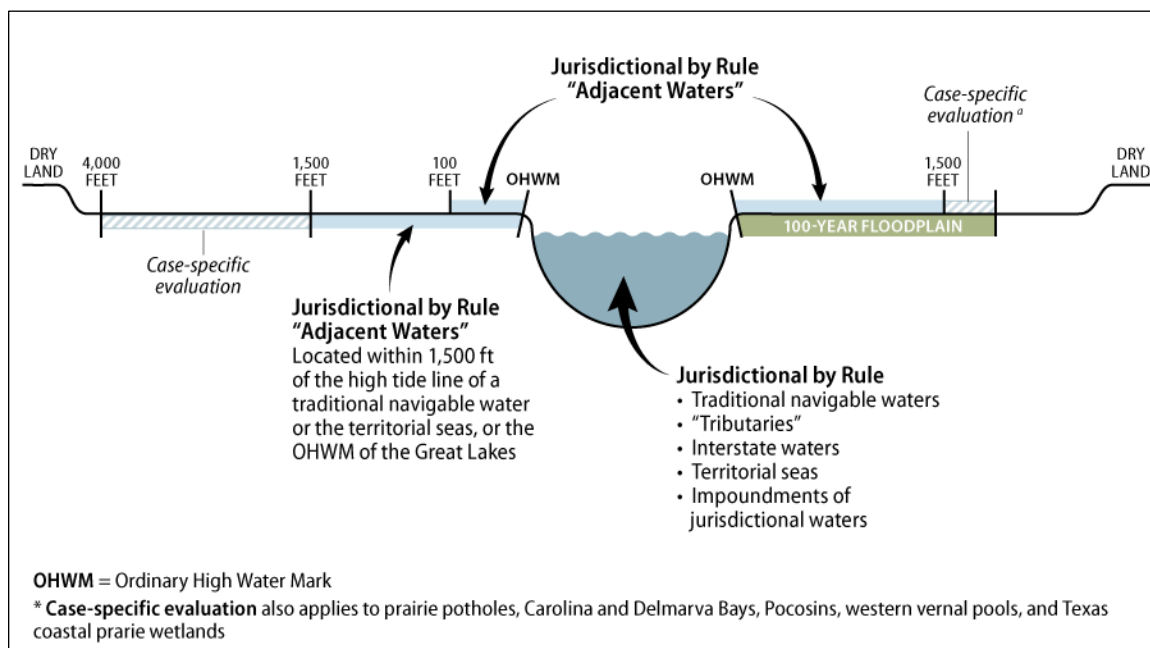 Jurisdictional by Rule
“Adjacent Waters”
Case-specific
evaluation a
DRY
LAND
4,000
FEET
1,500
FEET
100
FEET
OHWM
OHWM
1,500
FEET
DRY
LAND
100-YEAR FLOODPLAIN
Case-specific
evaluation
Jurisdictional by Rule
“Adjacent Waters”
Located within 1,500 ft
of the high tide line of a
traditional navigable water
or the territorial seas, or the
OHWM of the Great Lakes
Jurisdictional by Rule
• Traditional navigable waters
• “Tributaries”
• Interstate waters
• Territorial seas
• Impoundments of
jurisdictional waters
OHWM = Ordinary High Water Mark
* Case-specific evaluation also applies to prairie potholes, Carolina and Delmarva Bays, Pocosins, western vernal pools, and Texas
coastal prarie wetlands